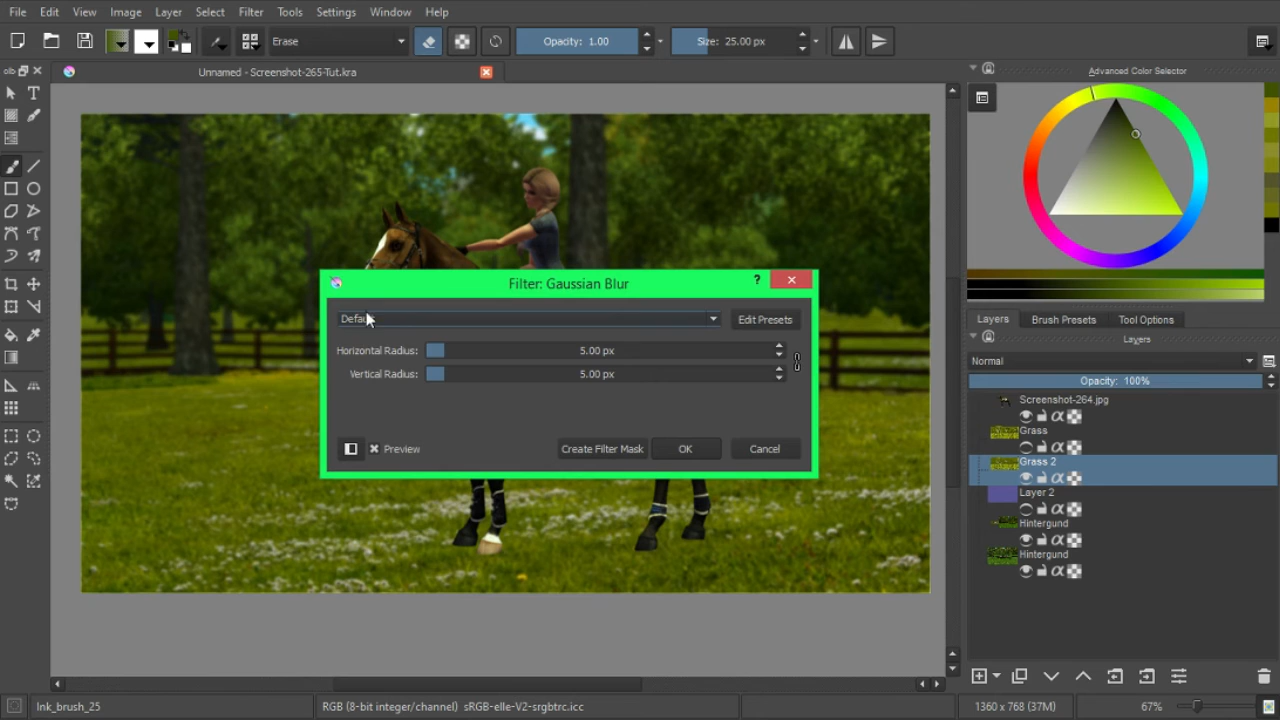 File Edit View Image Layer Select Filter Tools Settings Window Help
Erase Opacity: 1.00 Size: 25.00 px
Unnamed - Screenshot-265-Tut.kra
Advanced Color Selector
Filter: Gaussian Blur ?
Edit Presets
Horizontal Radius: 5.00 px
Vertical Radius: 5.00 px
Preview Create Filter Mask OK Cancel
Layers Brush Presets Tool Options
Layers
Normal
Opacity: 100%
Screenshot-264.jpg
Grass
Grass 2
Layer 2
Hintergund
Hintergund
Ink_brush_25 RGB (8-bit integer/channel) sRGB-elle-V2-srgbtrc.icc 1360 x 768 (37M) 67%